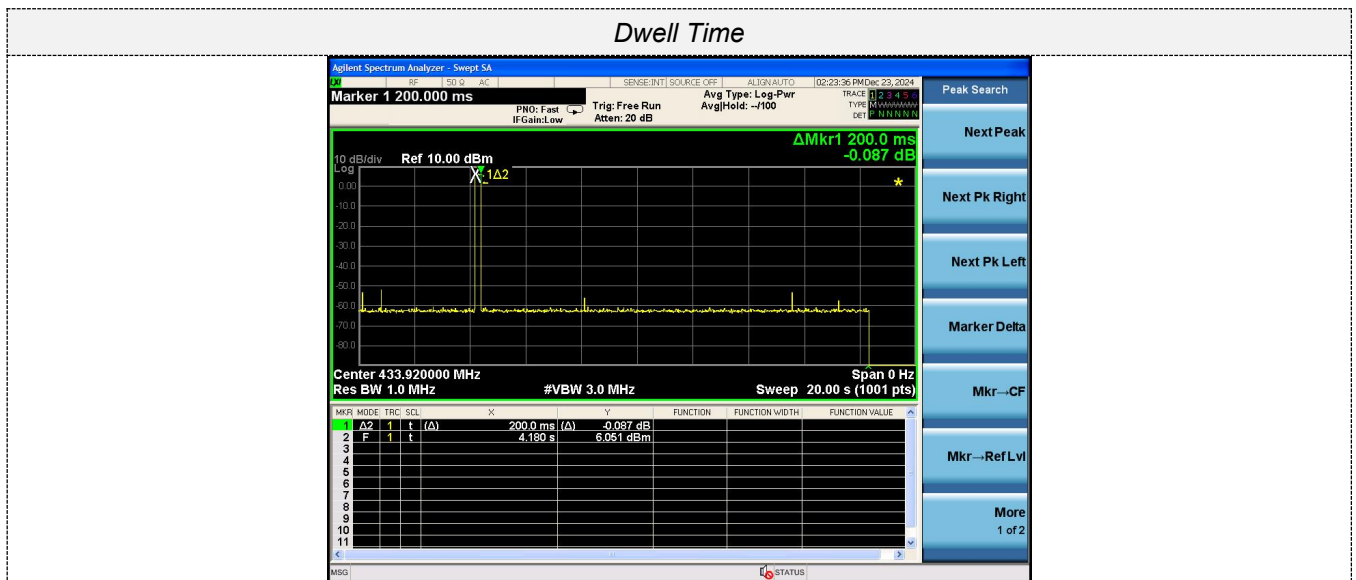 Dwell Time
Agilent Spectrum Analyzer - Swept SA
LXI RF 50 Ω AC SENSE:INT SOURCE OFF ALIGN AUTO 02:23:36 PM Dec 23, 2024
Marker 1 200.000 ms
PNO: Fast
IFGain:Low
Trig: Free Run
Atten: 20 dB
Avg Type: Log-Pwr
Avg|Hold: --/100
TRACE 1 2 3 4 5 6
TYPE M
DET P N N N N N
ΔMkr1 200.0 ms
-0.087 dB
10 dB/div Ref 10.00 dBm
Log
X 1Δ2
*
0.00
-10.0
-20.0
-30.0
-40.0
-50.0
-60.0
-70.0
-80.0
Center 433.920000 MHz Span 0 Hz
Res BW 1.0 MHz #VBW 3.0 MHz Sweep 20.00 s (1001 pts)
MKR MODE TRC SCL X Y FUNCTION FUNCTION WIDTH FUNCTION VALUE
1 Δ2 1 t (Δ) 200.0 ms (Δ) -0.087 dB
2 F 1 t 4.180 s 6.051 dBm
3
4
5
6
7
8
9
10
11
MSG STATUS
Peak Search
Next Peak
Next Pk Right
Next Pk Left
Marker Delta
Mkr→CF
Mkr→Ref Lvl
More
1 of 2